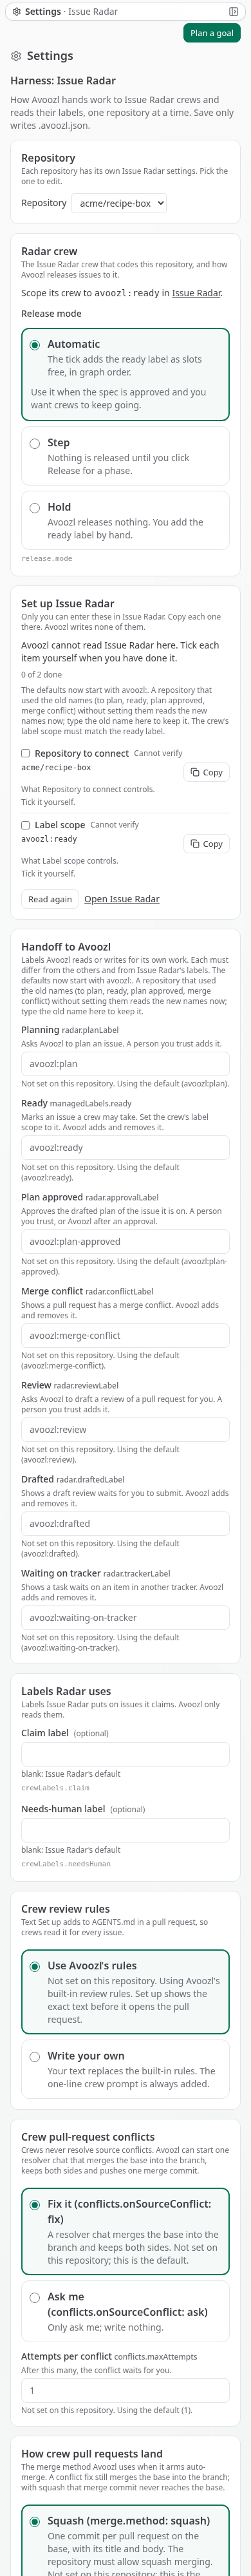 Settings · Issue Radar
Plan a goal
Settings
Harness: Issue Radar
How Avoozl hands work to Issue Radar crews and
reads their labels, one repository at a time. Save only
writes .avoozl.json.
Repository
Each repository has its own Issue Radar settings. Pick the
one to edit.
Repository acme/recipe-box
Radar crew
The Issue Radar crew that codes this repository, and how
Avoozl releases issues to it.
Scope its crew to avoozl:ready in Issue Radar.
Release mode
Automatic
The tick adds the ready label as slots
free, in graph order.
Use it when the spec is approved and you
want crews to keep going.
Step
Nothing is released until you click
Release for a phase.
Hold
Avoozl releases nothing. You add the
ready label by hand.
release.mode
Set up Issue Radar
Only you can enter these in Issue Radar. Copy each one
there. Avoozl writes none of them.
Avoozl cannot read Issue Radar here. Tick each
item yourself when you have done it.
0 of 2 done
The defaults now start with avoozl:. A repository that
used the old names (to plan, ready, plan approved,
merge conflict) without setting them reads the new
names now; type the old name here to keep it. The crew's
label scope must match the ready label.
Repository to connect Cannot verify
acme/recipe-box
Copy
What Repository to connect controls.
Tick it yourself.
Label scope Cannot verify
avoozl:ready
Copy
What Label scope controls.
Tick it yourself.
Read again Open Issue Radar
Handoff to Avoozl
Labels Avoozl reads or writes for its own work. Each must
differ from the others and from Issue Radar's labels. The
defaults now start with avoozl:. A repository that used
the old names (to plan, ready, plan approved, merge
conflict) without setting them reads the new names now;
type the old name here to keep it.
Planning radar.planLabel
Asks Avoozl to plan an issue. A person you trust adds it.
avoozl:plan
Not set on this repository. Using the default (avoozl:plan).
Ready managedLabels.ready
Marks an issue a crew may take. Set the crew's label
scope to it. Avoozl adds and removes it.
avoozl:ready
Not set on this repository. Using the default
(avoozl:ready).
Plan approved radar.approvalLabel
Approves the drafted plan of the issue it is on. A person
you trust, or Avoozl after an approval.
avoozl:plan-approved
Not set on this repository. Using the default (avoozl:plan-
approved).
Merge conflict radar.conflictLabel
Shows a pull request has a merge conflict. Avoozl adds
and removes it.
avoozl:merge-conflict
Not set on this repository. Using the default
(avoozl:merge-conflict).
Review radar.reviewLabel
Asks Avoozl to draft a review of a pull request for you. A
person you trust adds it.
avoozl:review
Not set on this repository. Using the default
(avoozl:review).
Drafted radar.draftedLabel
Shows a draft review waits for you to submit. Avoozl adds
and removes it.
avoozl:drafted
Not set on this repository. Using the default
(avoozl:drafted).
Waiting on tracker radar.trackerLabel
Shows a task waits on an item in another tracker. Avoozl
adds and removes it.
avoozl:waiting-on-tracker
Not set on this repository. Using the default
(avoozl:waiting-on-tracker).
Labels Radar uses
Labels Issue Radar puts on issues it claims. Avoozl only
reads them.
Claim label (optional)
blank: Issue Radar's default
crewLabels.claim
Needs-human label (optional)
blank: Issue Radar's default
crewLabels.needsHuman
Crew review rules
Text Set up adds to AGENTS.md in a pull request, so
crews read it for every issue.
Use Avoozl's rules
Not set on this repository. Using Avoozl's
built-in review rules. Set up shows the
exact text before it opens the pull
request.
Write your own
Your text replaces the built-in rules. The
one-line crew prompt is always added.
Crew pull-request conflicts
Crews never resolve source conflicts. Avoozl can start one
resolver chat that merges the base into the branch,
keeps both sides and pushes one merge commit.
Fix it (conflicts.onSourceConflict:
fix)
A resolver chat merges the base into the
branch and keeps both sides. Not set on
this repository; this is the default.
Ask me
(conflicts.onSourceConflict: ask)
Only ask me; write nothing.
Attempts per conflict conflicts.maxAttempts
After this many, the conflict waits for you.
1
Not set on this repository. Using the default (1).
How crew pull requests land
The merge method Avoozl uses when it arms auto-
merge. A conflict fix still merges the base into the branch;
with squash that merge commit never reaches the base.
Squash (merge.method: squash)
One commit per pull request on the
base, with its title and body. The
repository must allow squash merging.
Not set on this repository; this is the